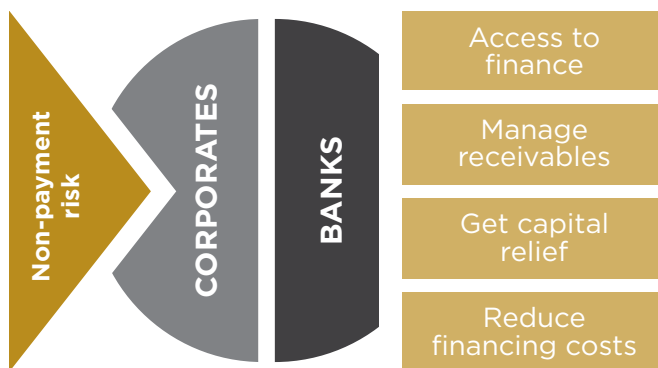 Non-payment
risk
CORPORATES
BANKS
Access to
finance
Manage
receivables
Get capital
relief
Reduce
financing costs